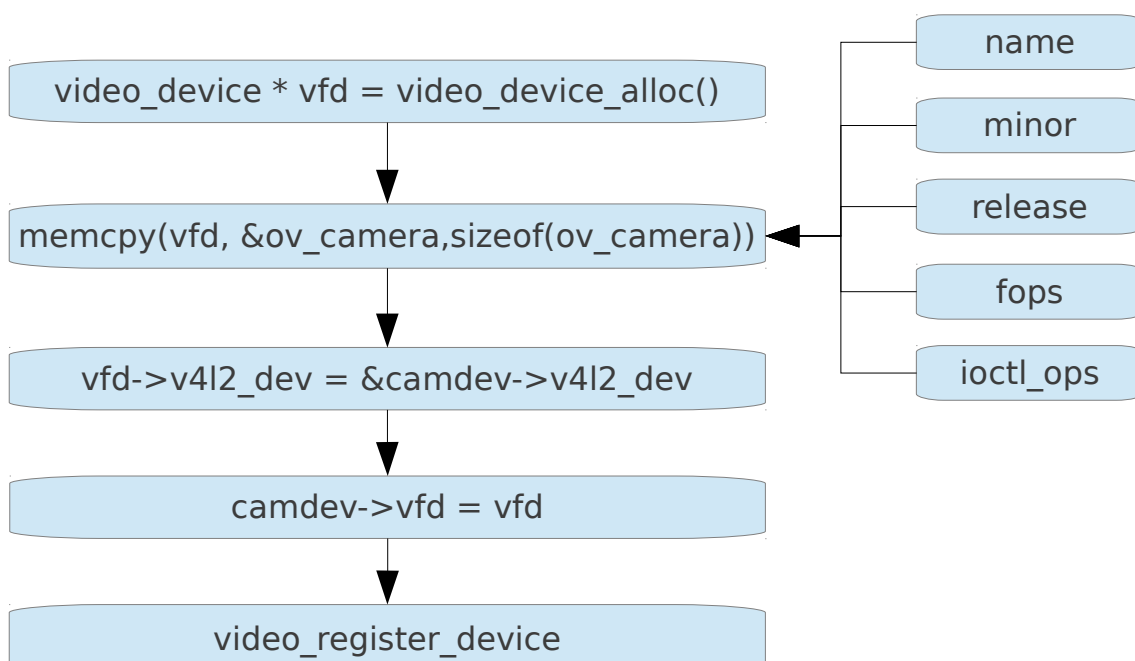 video_device * vfd = video_device_alloc()
memcpy(vfd, &ov_camera,sizeof(ov_camera))
vfd->v4l2_dev = &camdev->v4l2_dev
camdev->vfd = vfd
video_register_device
name
minor
release
fops
ioctl_ops